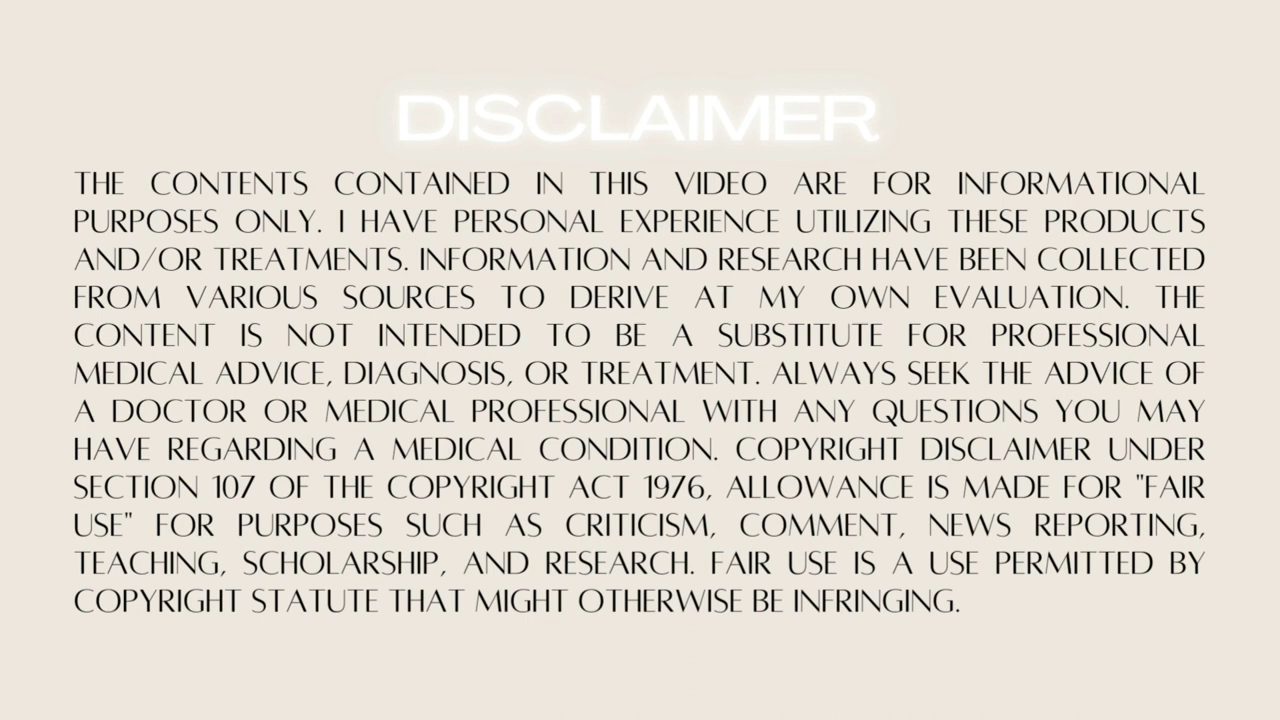 DISCLAIMER
THE CONTENTS CONTAINED IN THIS VIDEO ARE FOR INFORMATIONAL
PURPOSES ONLY. I HAVE PERSONAL EXPERIENCE UTILIZING THESE PRODUCTS
AND/OR TREATMENTS. INFORMATION AND RESEARCH HAVE BEEN COLLECTED
FROM VARIOUS SOURCES TO DERIVE AT MY OWN EVALUATION. THE
CONTENT IS NOT INTENDED TO BE A SUBSTITUTE FOR PROFESSIONAL
MEDICAL ADVICE, DIAGNOSIS, OR TREATMENT. ALWAYS SEEK THE ADVICE OF
A DOCTOR OR MEDICAL PROFESSIONAL WITH ANY QUESTIONS YOU MAY
HAVE REGARDING A MEDICAL CONDITION. COPYRIGHT DISCLAIMER UNDER
SECTION 107 OF THE COPYRIGHT ACT 1976, ALLOWANCE IS MADE FOR "FAIR
USE" FOR PURPOSES SUCH AS CRITICISM, COMMENT, NEWS REPORTING,
TEACHING, SCHOLARSHIP, AND RESEARCH. FAIR USE IS A USE PERMITTED BY
COPYRIGHT STATUTE THAT MIGHT OTHERWISE BE INFRINGING.